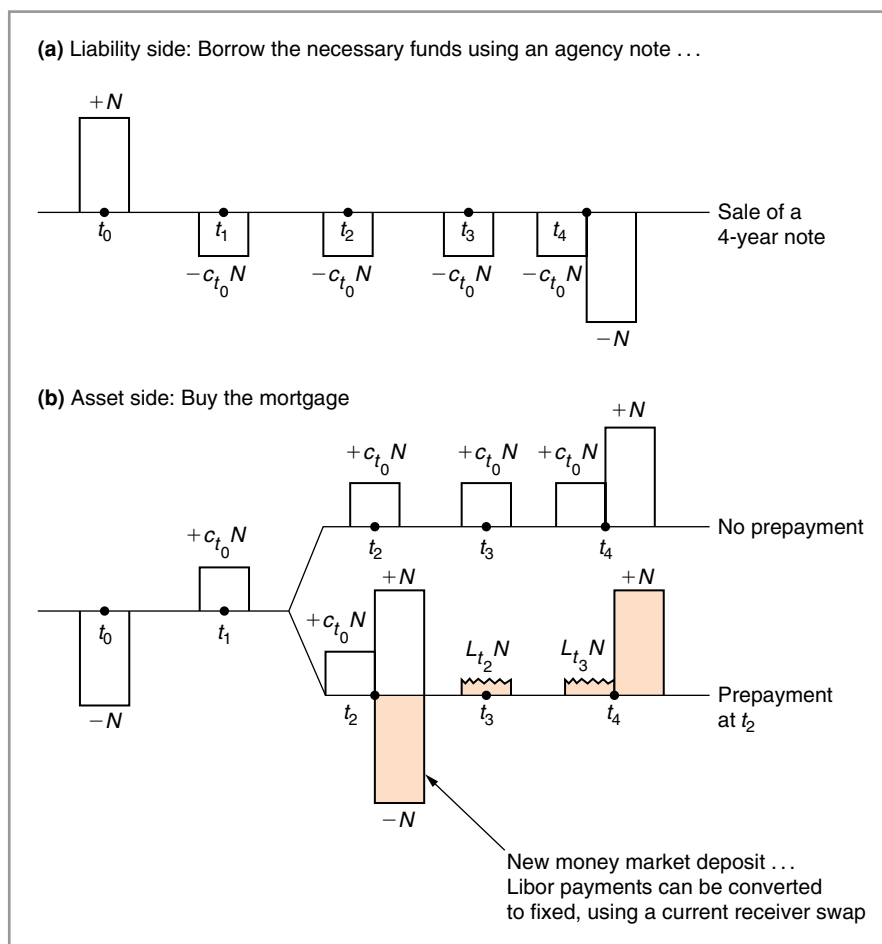 (a) Liability side: Borrow the necessary funds using an agency note ...
+N
t0 t1 t2 t3 t4
Sale of a
4-year note
−ct0N −ct0N −ct0N −ct0N
−N
(b) Asset side: Buy the mortgage
+N
+ct0N +ct0N +ct0N
t2 t3 t4
No prepayment
+ct0N
t0 t1
−N
+N +N
+ct0N
Lt2N Lt3N
t2 t3 t4
Prepayment
at t2
−N
New money market deposit ...
Libor payments can be converted
to fixed, using a current receiver swap